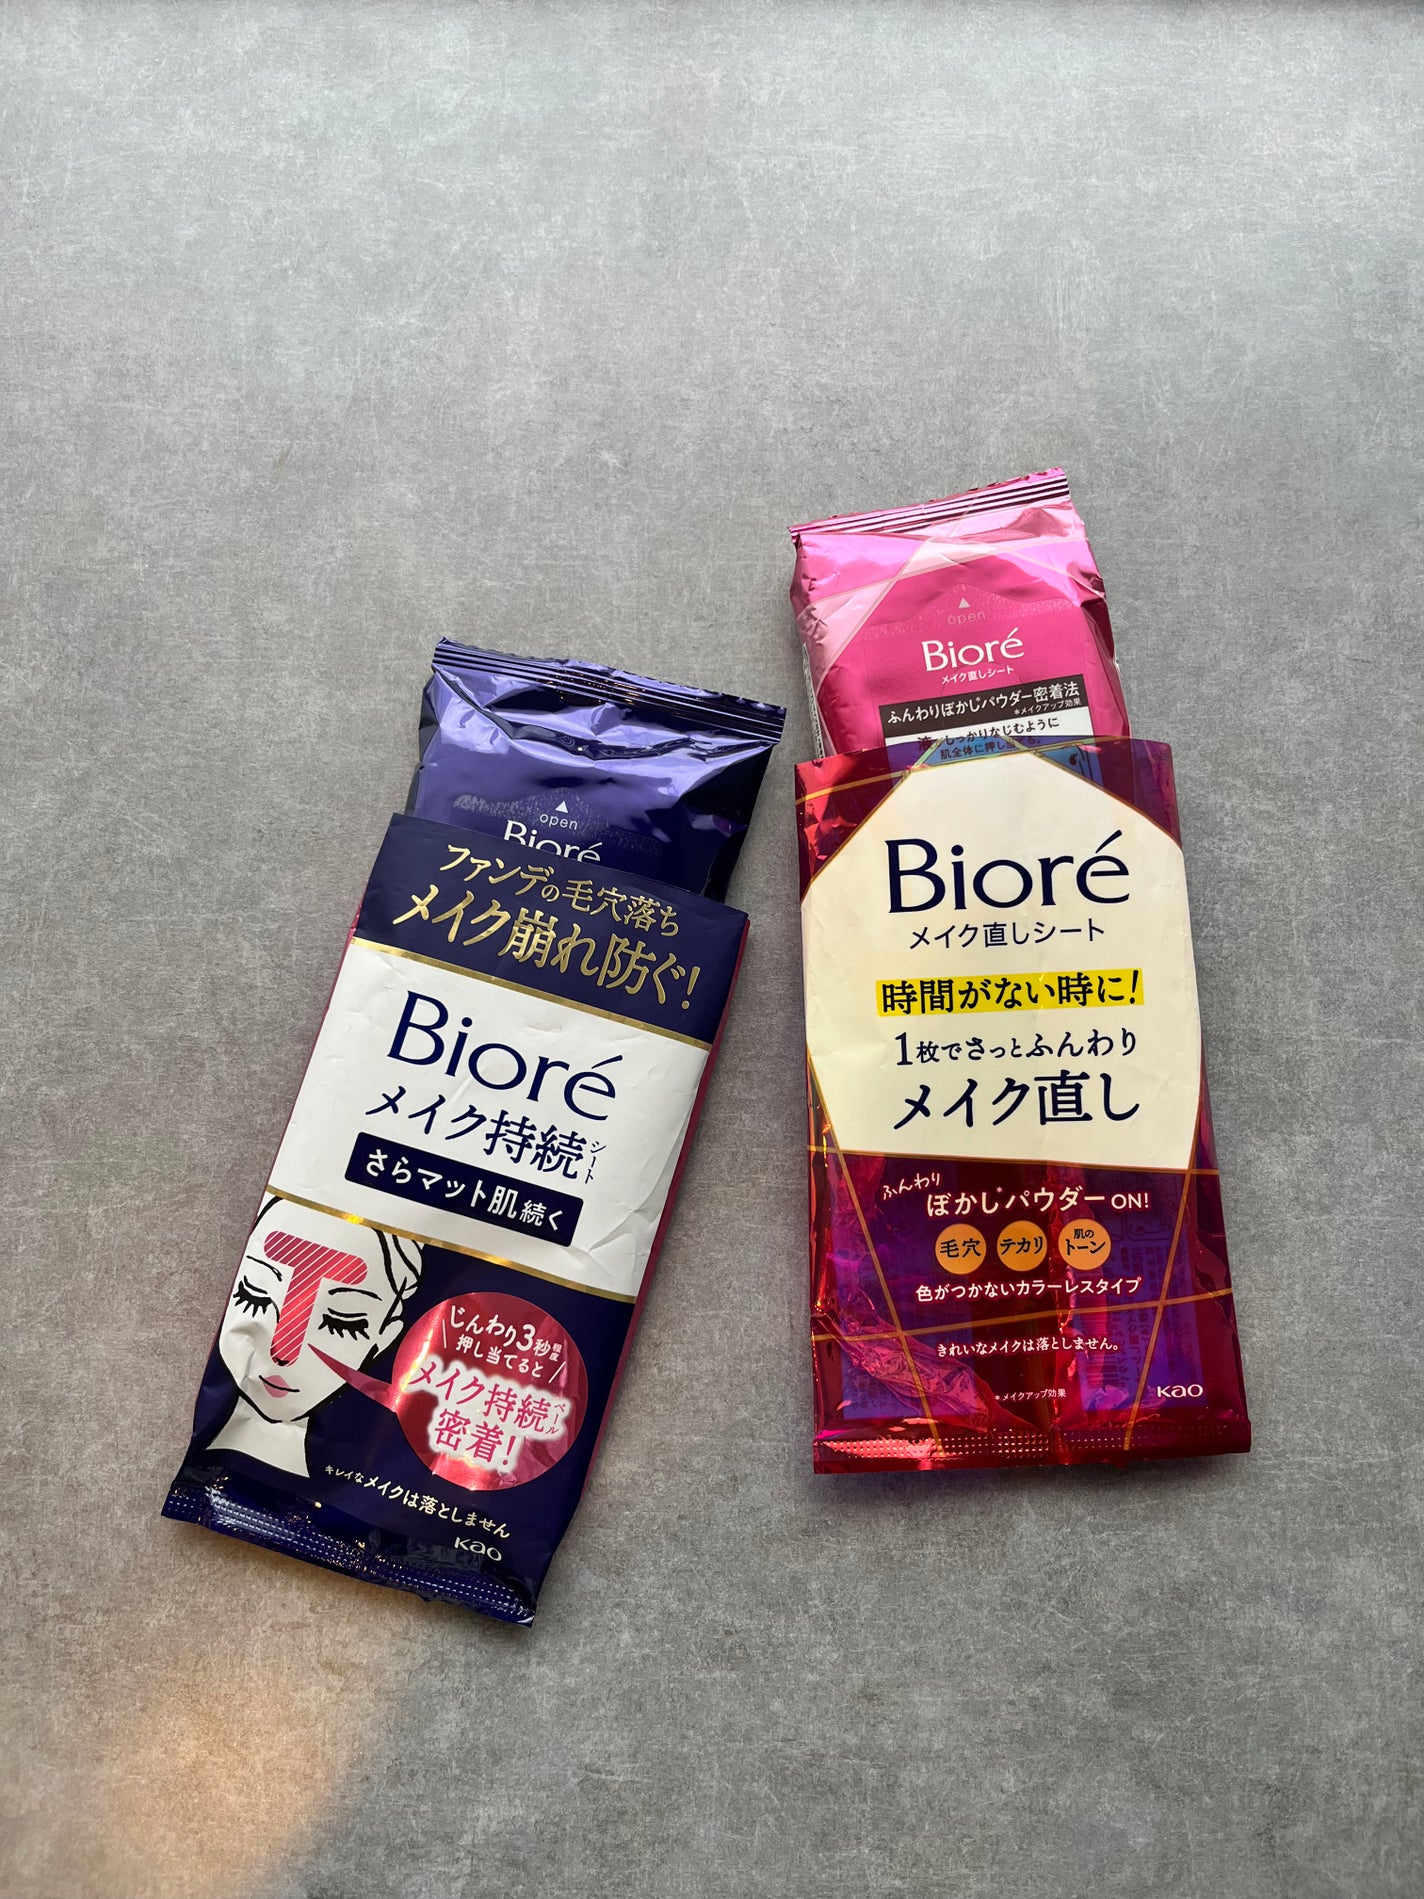 open
Bioré
ファンデの毛穴落ち
メイク崩れ防ぐ!
Bioré
メイク持続シート
さらマット肌続く
T
じんわり3秒程度
押し当てると
メイク持続ベール
密着!
キレイなメイクは落としません
Kao
open
Bioré
メイク直しシート
ふんわりぼかし*パウダー密着法
*メイクアップ効果
液しっかりなじむように
肌全体に押し当てる。
Bioré
メイク直しシート
時間がない時に!
1枚でさっとふんわり
メイク直し
ふんわり
ぼかし*パウダーON!
毛穴 テカリ 肌のトーン
色がつかないカラーレスタイプ
きれいなメイクは落としません。
*メイクアップ効果
Kao